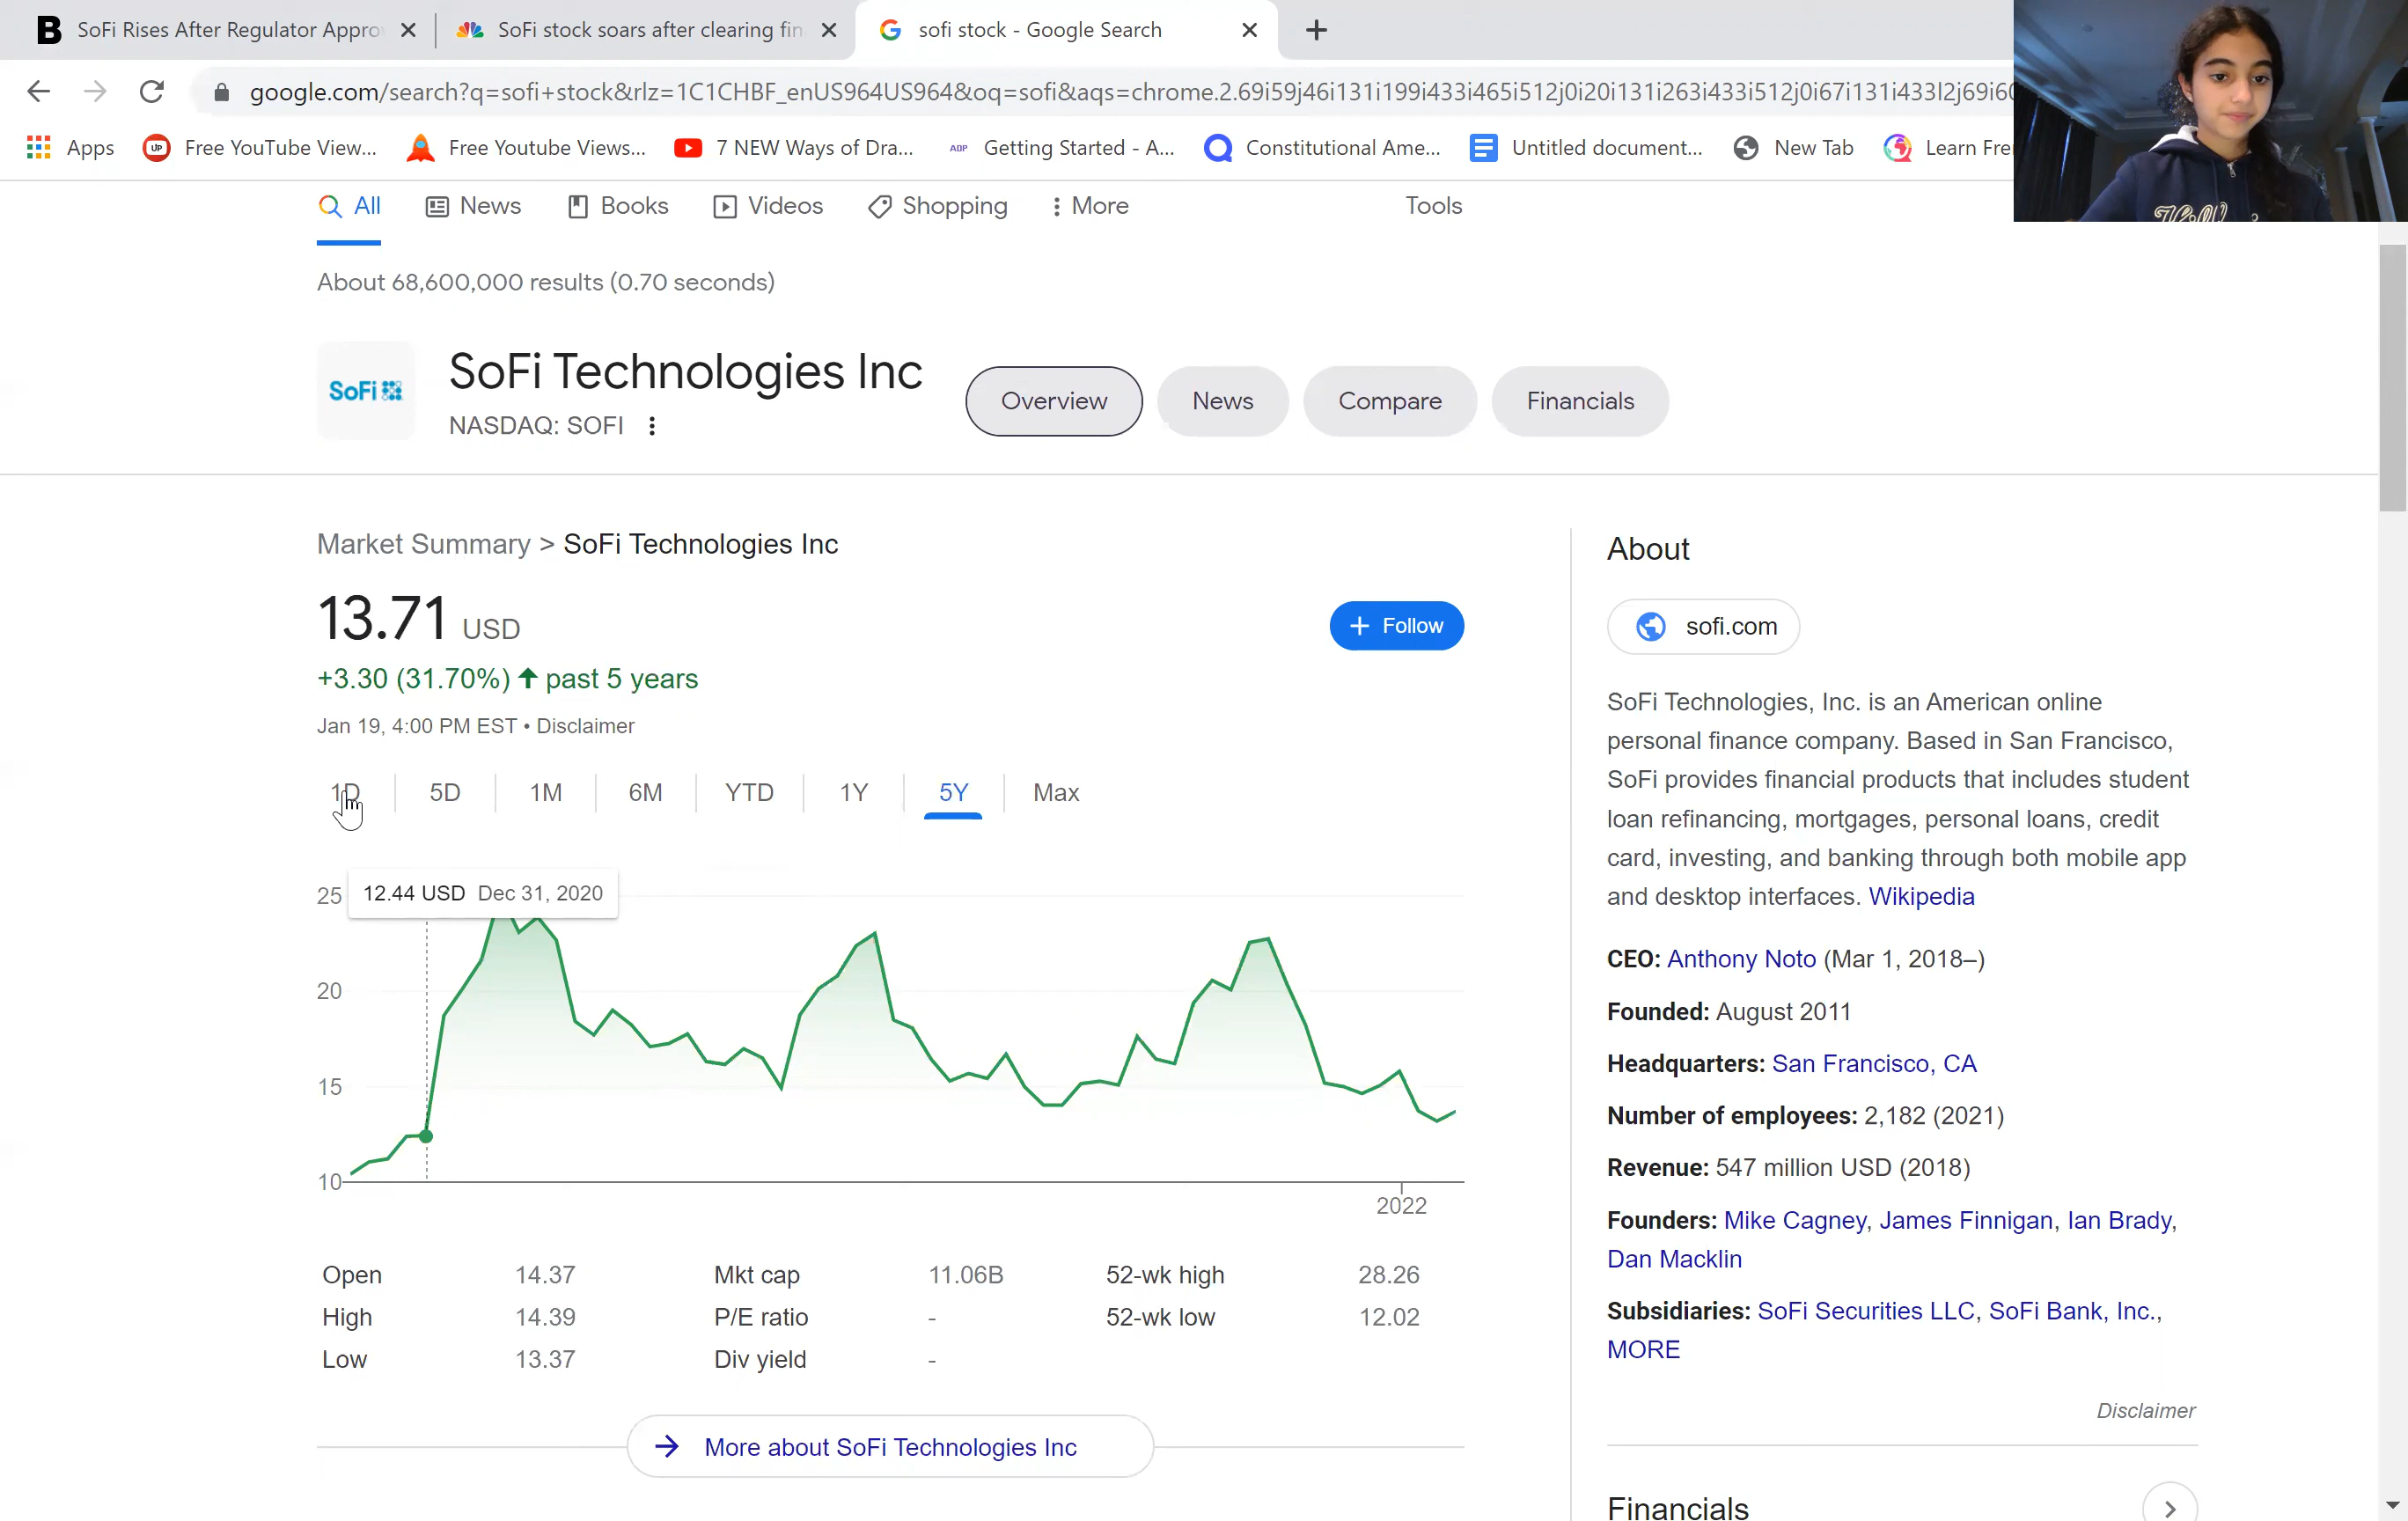 SoFi Rises After Regulator Appro
SoFi stock soars after clearing fin
sofi stock - Google Search
google.com/search?q=sofi+stock&rlz=1C1CHBF_enUS964US964&oq=sofi&aqs=chrome.2.69i59j46i131i199i433i465i512j0i20i131i263i433i512j0i67i131i433l2j69i60
Apps
UP
Free YouTube View...
Free Youtube Views...
7 NEW Ways of Dra...
ADP
Getting Started - A...
Constitutional Ame...
Untitled document...
New Tab
Learn Fre
All
News
Books
Videos
Shopping
More
Tools
About 68,600,000 results (0.70 seconds)
SoFi
SoFi Technologies Inc
NASDAQ: SOFI
Overview
News
Compare
Financials
Market Summary > SoFi Technologies Inc
13.71 USD
+ Follow
+3.30 (31.70%) ↑ past 5 years
Jan 19, 4:00 PM EST • Disclaimer
1D
5D
1M
6M
YTD
1Y
5Y
Max
25
12.44 USD Dec 31, 2020
20
15
10
2022
Open 14.37 Mkt cap 11.06B 52-wk high 28.26
High 14.39 P/E ratio - 52-wk low 12.02
Low 13.37 Div yield -
More about SoFi Technologies Inc
About
sofi.com
SoFi Technologies, Inc. is an American online
personal finance company. Based in San Francisco,
SoFi provides financial products that includes student
loan refinancing, mortgages, personal loans, credit
card, investing, and banking through both mobile app
and desktop interfaces. Wikipedia
CEO: Anthony Noto (Mar 1, 2018–)
Founded: August 2011
Headquarters: San Francisco, CA
Number of employees: 2,182 (2021)
Revenue: 547 million USD (2018)
Founders: Mike Cagney, James Finnigan, Ian Brady,
Dan Macklin
Subsidiaries: SoFi Securities LLC, SoFi Bank, Inc.,
MORE
Disclaimer
Financials